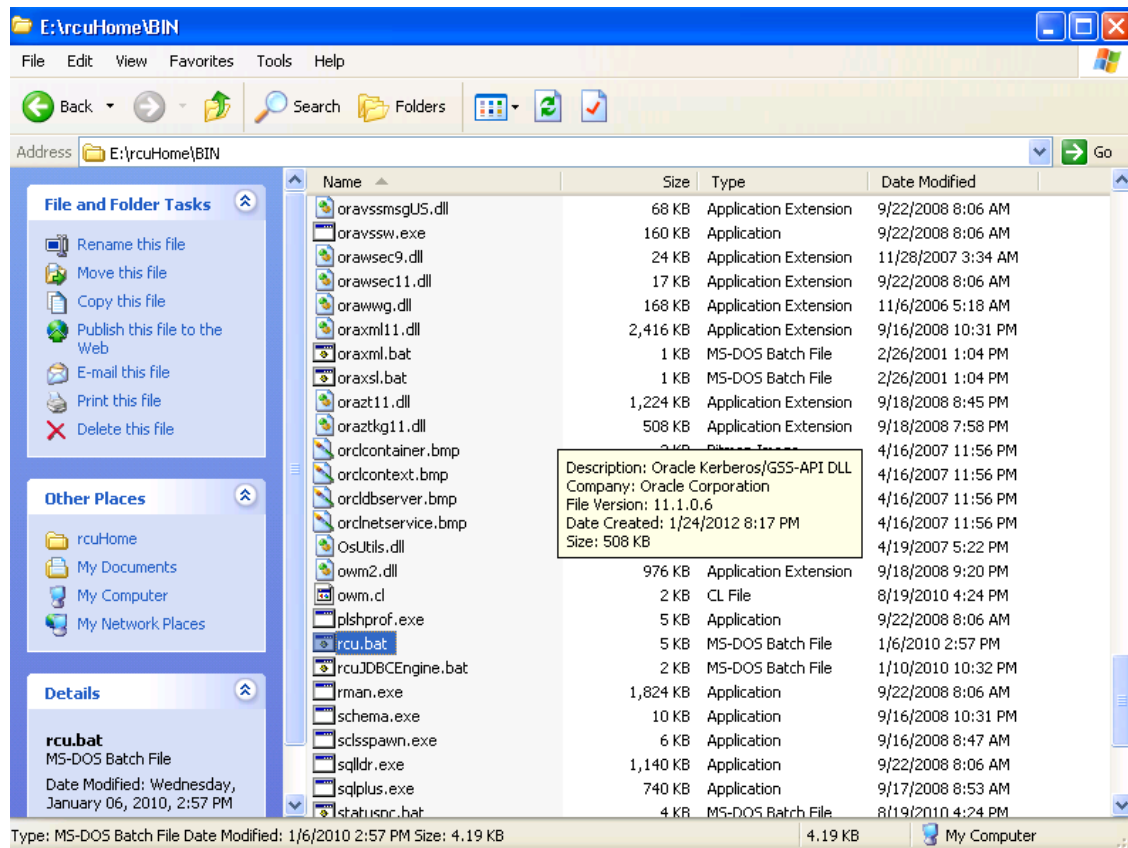 E:\rcuHome\BIN
File Edit View Favorites Tools Help
Back Search Folders
Address E:\rcuHome\BIN Go
File and Folder Tasks
Rename this file
Move this file
Copy this file
Publish this file to the
Web
E-mail this file
Print this file
Delete this file
Other Places
rcuHome
My Documents
My Computer
My Network Places
Details
rcu.bat
MS-DOS Batch File
Date Modified: Wednesday,
January 06, 2010, 2:57 PM
Name Size Type Date Modified
oravssmsgUS.dll 68 KB Application Extension 9/22/2008 8:06 AM
oravssw.exe 160 KB Application 9/22/2008 8:06 AM
orawsec9.dll 24 KB Application Extension 11/28/2007 3:34 AM
orawsec11.dll 17 KB Application Extension 9/22/2008 8:06 AM
orawwg.dll 168 KB Application Extension 11/6/2006 5:18 AM
oraxml11.dll 2,416 KB Application Extension 9/16/2008 10:31 PM
oraxml.bat 1 KB MS-DOS Batch File 2/26/2001 1:04 PM
oraxsl.bat 1 KB MS-DOS Batch File 2/26/2001 1:04 PM
orazt11.dll 1,224 KB Application Extension 9/18/2008 8:45 PM
oraztkg11.dll 508 KB Application Extension 9/18/2008 7:58 PM
orclcontainer.bmp 4/16/2007 11:56 PM
orclcontext.bmp 4/16/2007 11:56 PM
orcldbserver.bmp 4/16/2007 11:56 PM
orclnetservice.bmp 4/16/2007 11:56 PM
OsUtils.dll 4/19/2007 5:22 PM
Description: Oracle Kerberos/GSS-API DLL
Company: Oracle Corporation
File Version: 11.1.0.6
Date Created: 1/24/2012 8:17 PM
Size: 508 KB
owm2.dll 976 KB Application Extension 9/18/2008 9:20 PM
owm.cl 2 KB CL File 8/19/2010 4:24 PM
plshprof.exe 5 KB Application 9/22/2008 8:06 AM
rcu.bat 5 KB MS-DOS Batch File 1/6/2010 2:57 PM
rcuJDBCEngine.bat 2 KB MS-DOS Batch File 1/10/2010 10:32 PM
rman.exe 1,824 KB Application 9/22/2008 8:06 AM
schema.exe 10 KB Application 9/16/2008 10:31 PM
sclsspawn.exe 6 KB Application 9/16/2008 8:47 AM
sqlldr.exe 1,140 KB Application 9/22/2008 8:06 AM
sqlplus.exe 740 KB Application 9/17/2008 8:53 AM
statusnc.bat 4 KB MS-DOS Batch File 8/19/2010 4:24 PM
Type: MS-DOS Batch File Date Modified: 1/6/2010 2:57 PM Size: 4.19 KB 4.19 KB My Computer